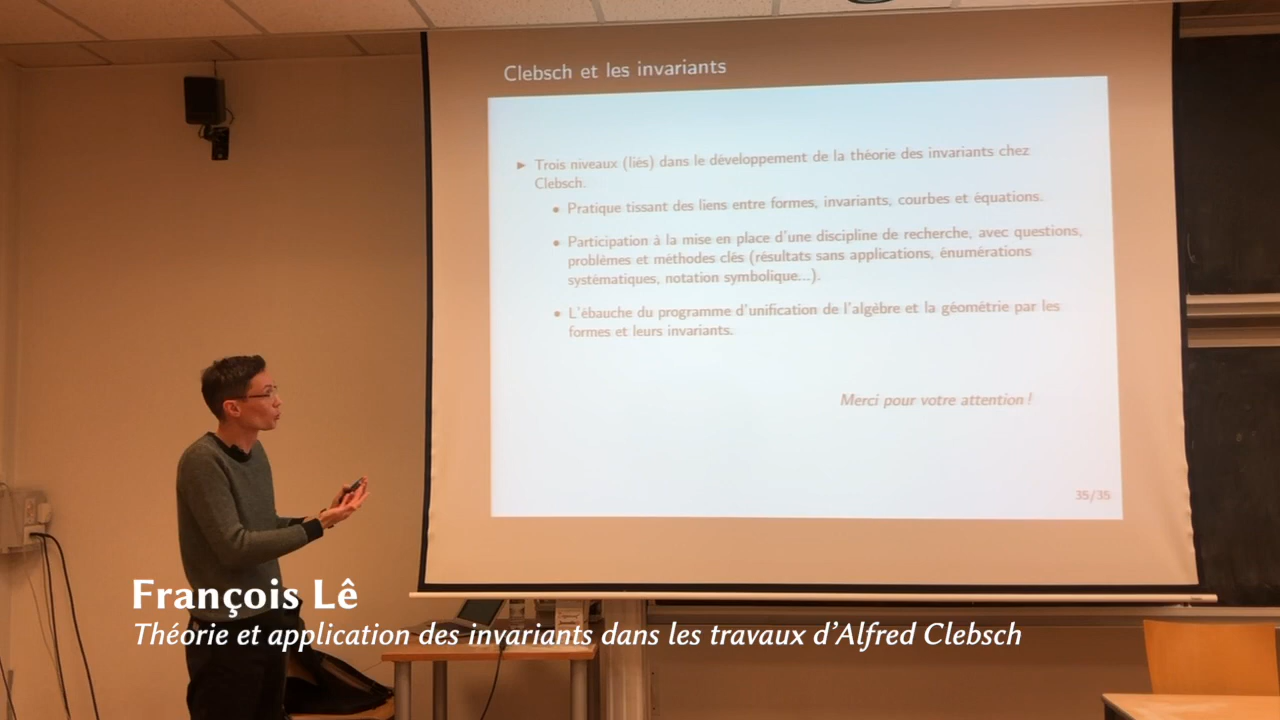 Clebsch et les invariants
► Trois niveaux (liés) dans le développement de la théorie des invariants chez
Clebsch.
• Pratique tissant des liens entre formes, invariants, courbes et équations.
• Participation à la mise en place d'une discipline de recherche, avec questions,
problèmes et méthodes clés (résultats sans applications, énumérations
systématiques, notation symbolique...).
• L'ébauche du programme d'unification de l'algèbre et la géométrie par les
formes et leurs invariants.
Merci pour votre attention !
35/35
François Lê
Théorie et application des invariants dans les travaux d'Alfred Clebsch